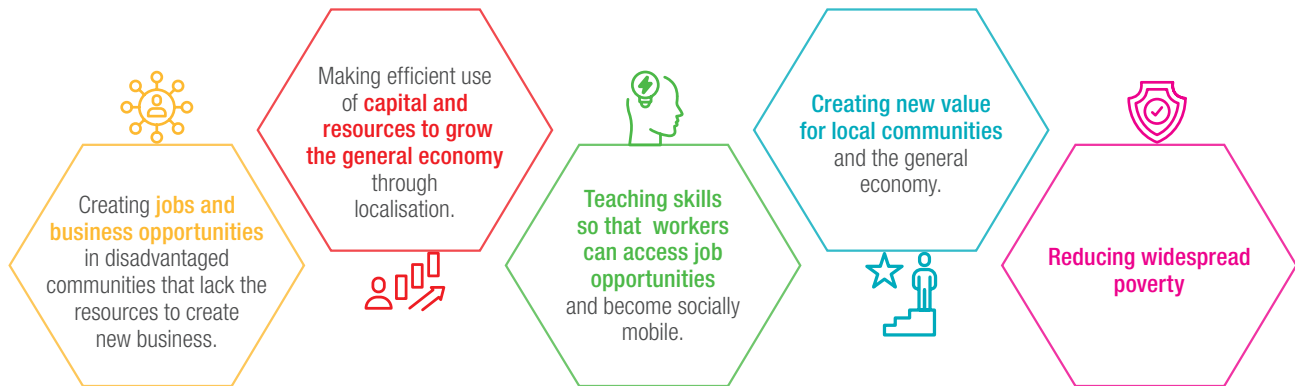 Creating jobs and
business opportunities
in disadvantaged
communities that lack the
resources to create
new business.
Making efficient use
of capital and
resources to grow
the general economy
through
localisation.
Teaching skills
so that workers
can access job
opportunities
and become socially
mobile.
Creating new value
for local communities
and the general
economy.
Reducing widespread
poverty